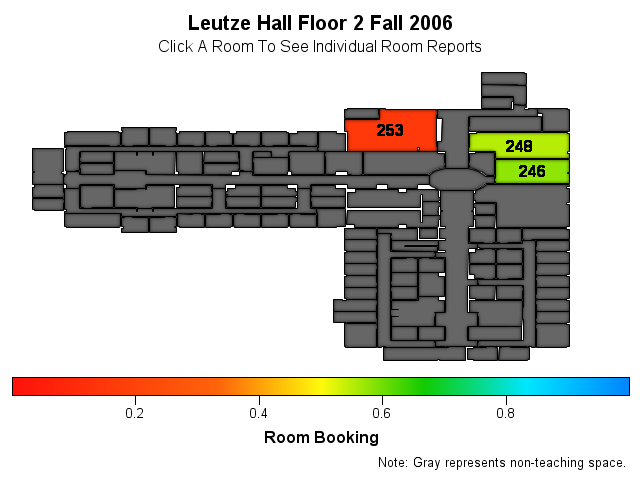 Leutze Hall Floor 2 Fall 2006
Click A Room To See Individual Room Reports
253
248
246
0.2 0.4 0.6 0.8
Room Booking
Note: Gray represents non-teaching space.